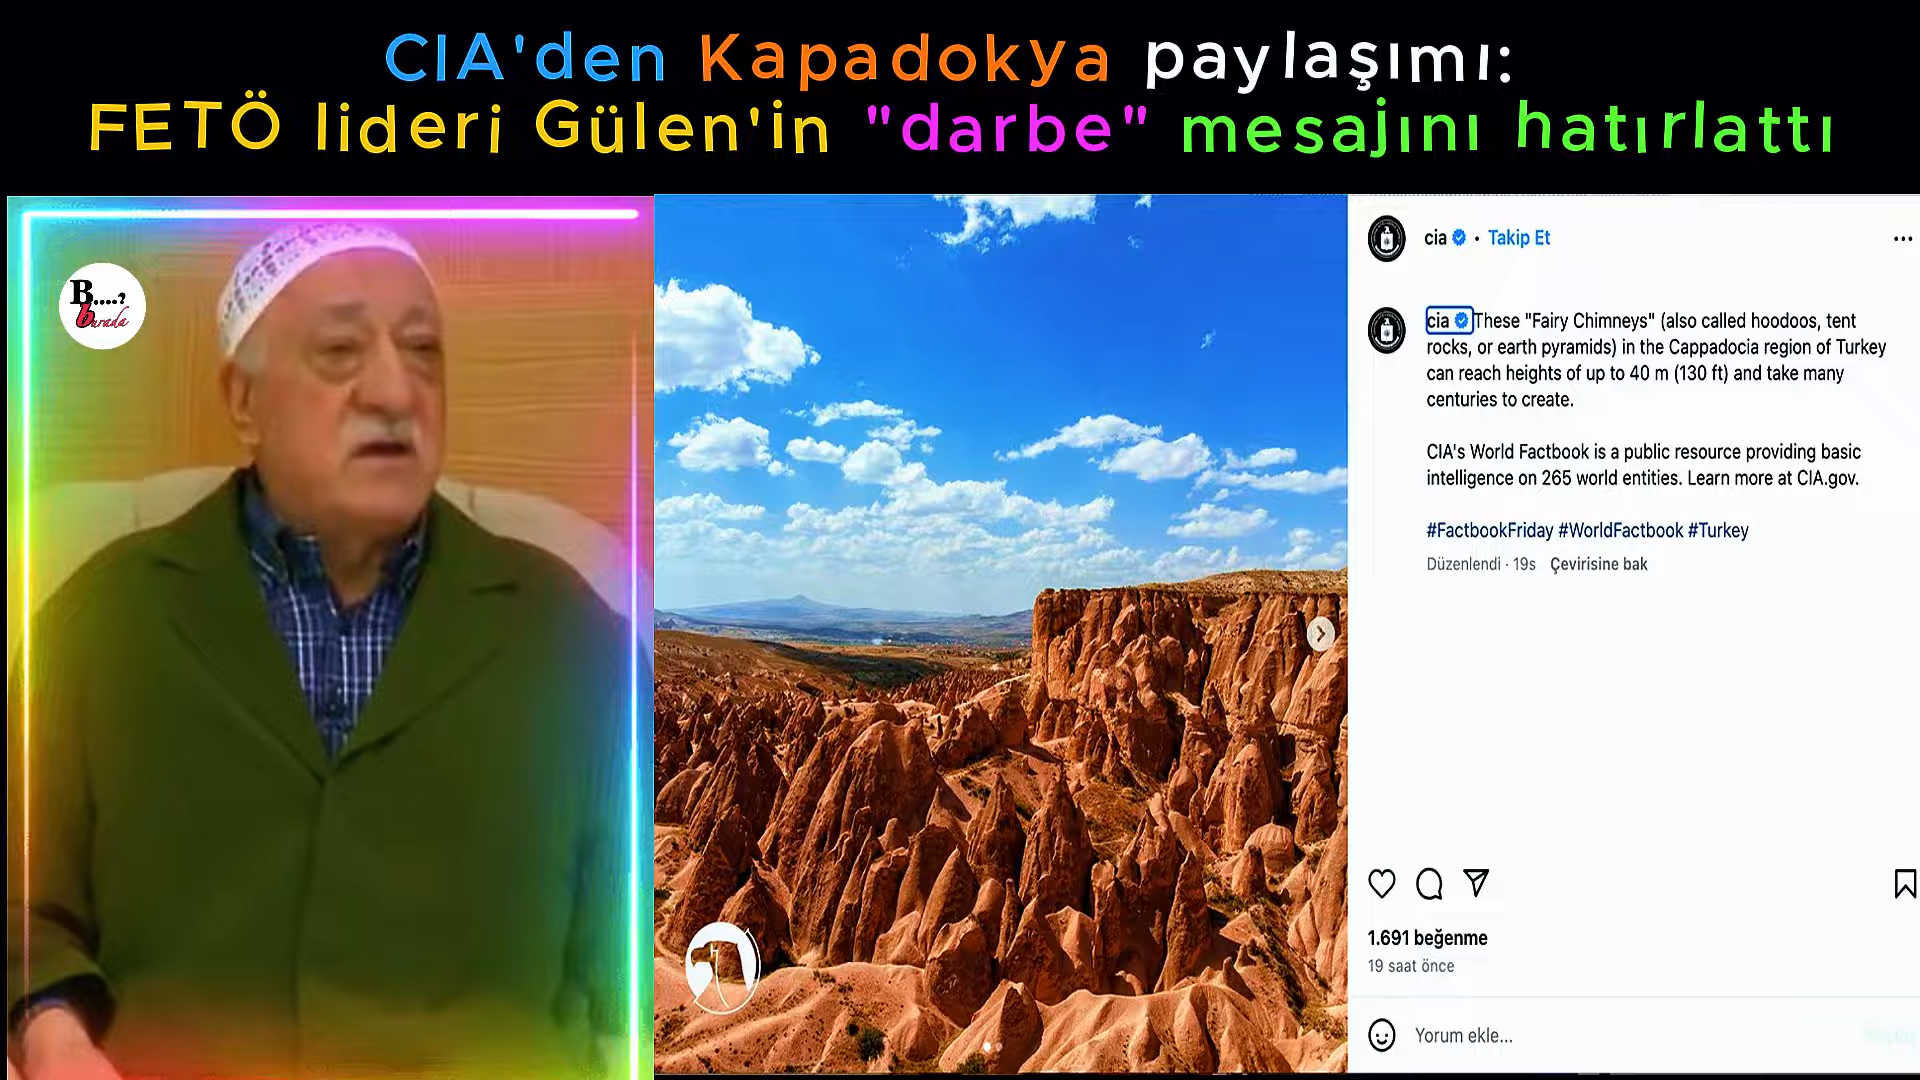 CIA'den Kapadokya paylaşımı:
FETÖ lideri Gülen'in "darbe" mesajını hatırlattı
B.....?
burada
cia • Takip Et
cia These "Fairy Chimneys" (also called hoodoos, tent
rocks, or earth pyramids) in the Cappadocia region of Turkey
can reach heights of up to 40 m (130 ft) and take many
centuries to create.
CIA's World Factbook is a public resource providing basic
intelligence on 265 world entities. Learn more at CIA.gov.
#FactbookFriday #WorldFactbook #Turkey
Düzenlendi · 19s Çevirisine bak
1.691 beğenme
19 saat önce
Yorum ekle...